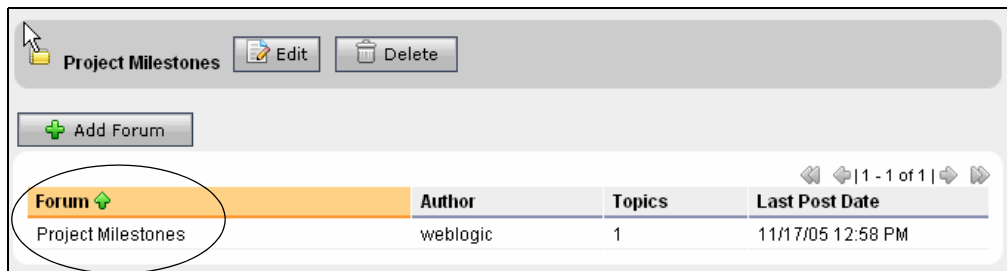 Project Milestones Edit Delete
Add Forum
| 1 - 1 of 1 |
Forum Author Topics Last Post Date
Project Milestones weblogic 1 11/17/05 12:58 PM